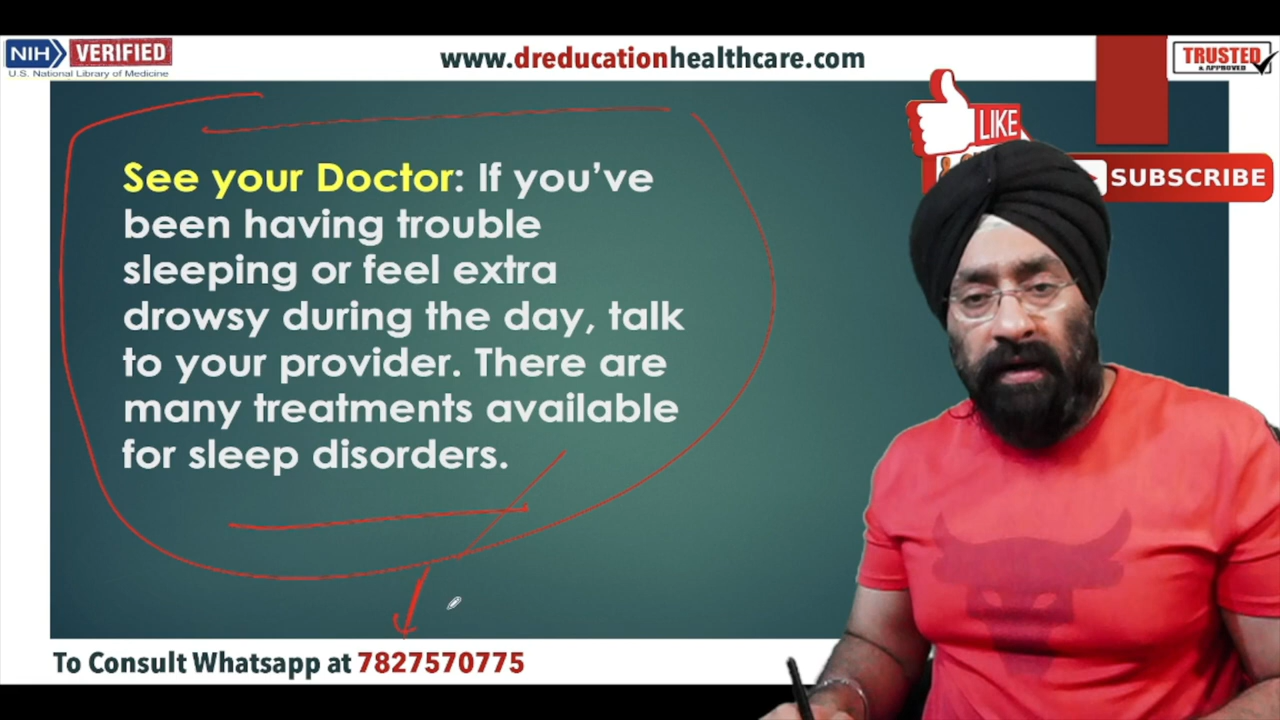 NIH VERIFIED
U.S. National Library of Medicine
www.dreducationhealthcare.com
TRUSTED
& APPROVED
LIKE
SUBSCRIBE
See your Doctor: If you’ve
been having trouble
sleeping or feel extra
drowsy during the day, talk
to your provider. There are
many treatments available
for sleep disorders.
To Consult Whatsapp at 7827570775